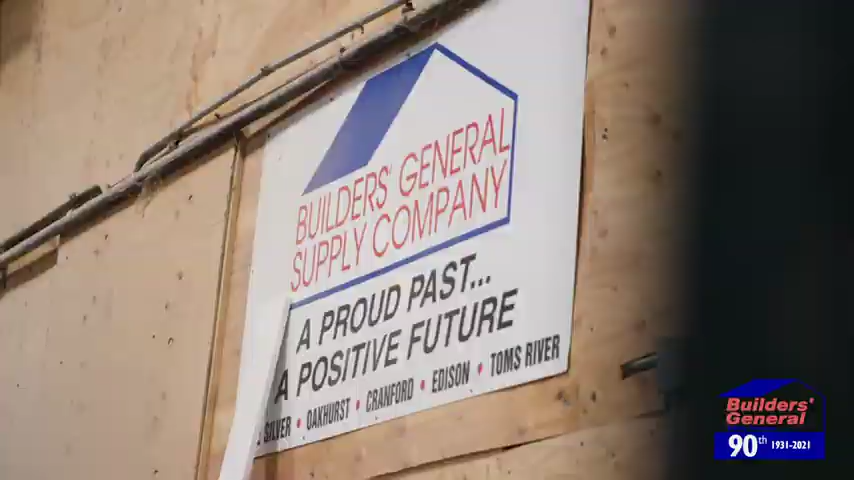 BUILDERS' GENERAL
SUPPLY COMPANY
A PROUD PAST...
A POSITIVE FUTURE
SILVER • OAKHURST • CRANFORD • EDISON • TOMS RIVER
Builders'
General
90th 1931-2021